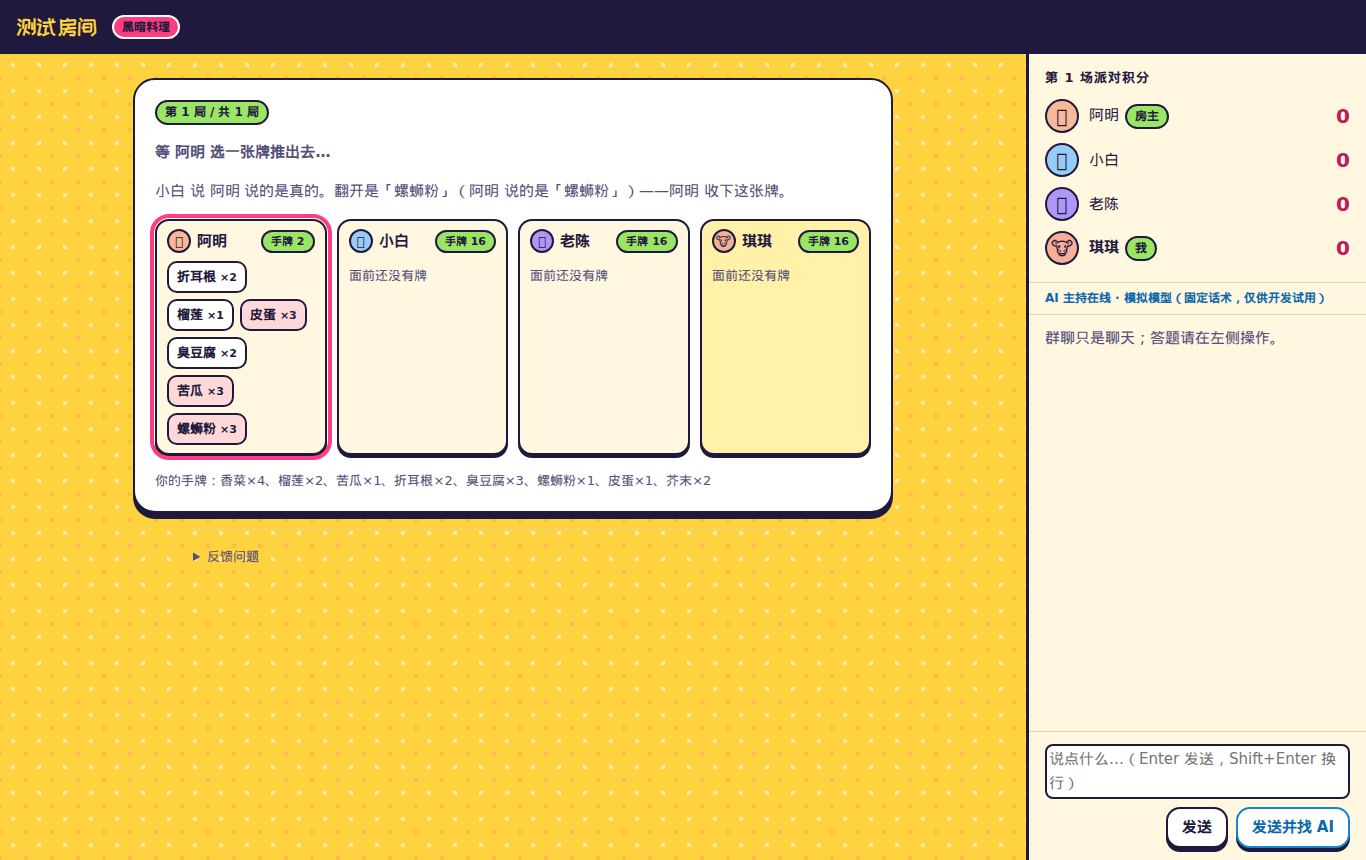 测试房间 黑暗料理
第 1 局 / 共 1 局
等 阿明 选一张牌推出去…
小白 说 阿明 说的是真的。翻开是「螺蛳粉」（阿明 说的是「螺蛳粉」）——阿明 收下这张牌。
阿明 手牌 2
折耳根 ×2
榴莲 ×1 皮蛋 ×3
臭豆腐 ×2
苦瓜 ×3
螺蛳粉 ×3
小白 手牌 16
面前还没有牌
老陈 手牌 16
面前还没有牌
琪琪 手牌 16
面前还没有牌
你的手牌：香菜×4、榴莲×2、苦瓜×1、折耳根×2、臭豆腐×3、螺蛳粉×1、皮蛋×1、芥末×2
▶ 反馈问题
第 1 场派对积分
阿明 房主 0
小白 0
老陈 0
琪琪 我 0
AI 主持在线 · 模拟模型（固定话术，仅供开发试用）
群聊只是聊天；答题请在左侧操作。
说点什么…（Enter 发送，Shift+Enter 换
行）
发送 发送并找 AI